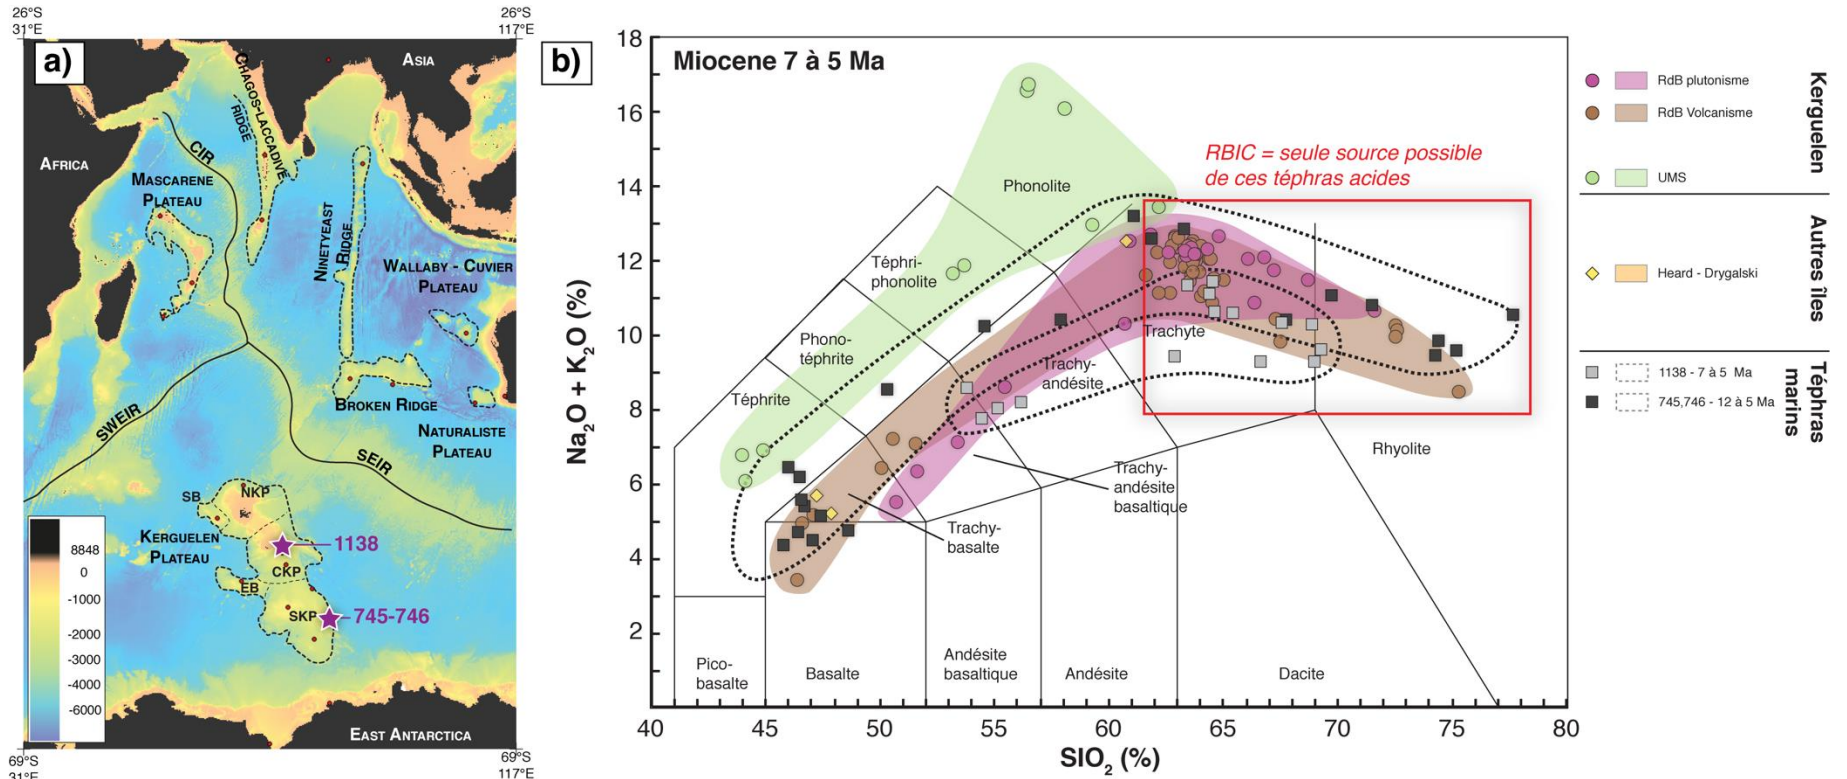 26°S
31°E
26°S
117°E
a)
ASIA
AFRICA
CHAGOS-LACCADIVE
RIDGE
CIR
MASCARENE
PLATEAU
NINETYEAST
RIDGE
WALLABY - CUVIER
PLATEAU
BROKEN RIDGE
NATURALISTE
PLATEAU
SWEIR
SEIR
SB
NKP
KERGUELEN
PLATEAU
1138
CKP
EB
SKP
745-746
8848
0
-1000
-2000
-3000
-4000
-6000
EAST ANTARCTICA
69°S
31°E
69°S
117°E
b)
Miocene 7 à 5 Ma
Na2O + K2O (%)
18
16
14
12
10
8
6
4
2
RBIC = seule source possible
de ces téphras acides
Phonolite
Téphri-
phonolite
Phono-
téphrite
Téphrite
Trachyte
Trachy-
andésite
Trachy-
andésite
basaltique
Trachy-
basalte
Rhyolite
Pico-
basalte
Basalte
Andésite
basaltique
Andésite
Dacite
40
45
50
55
60
65
70
75
80
SIO2 (%)
RdB plutonisme
RdB Volcanisme
UMS
Kerguelen
Heard - Drygalski
Autres îles
1138 - 7 à 5 Ma
745,746 - 12 à 5 Ma
Téphras
marins